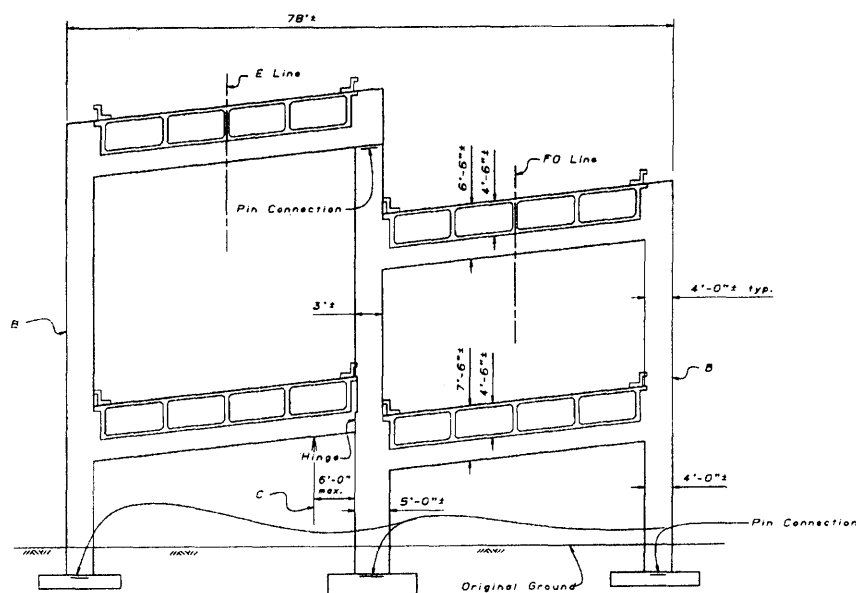 78'±
E Line
FO Line
6'-6"±
4'-6"±
Pin Connection
3'±
4'-0"± typ.
B
B
7'-6"±
4'-6"±
Hinge
6'-0"
max.
C
5'-0"±
4'-0"±
Pin Connection
Original Ground